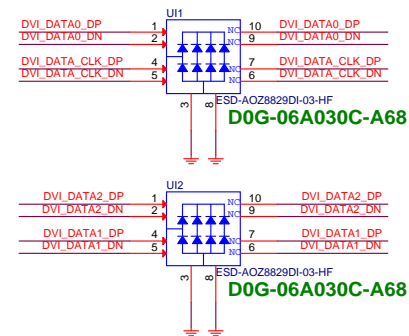 UI1
DVI_DATA0_DP 1 NC 10 DVI_DATA0_DP
DVI_DATA0_DN 2 NC 9 DVI_DATA0_DN
DVI_DATA_CLK_DP 4 NC 7 DVI_DATA_CLK_DP
DVI_DATA_CLK_DN 5 NC 6 DVI_DATA_CLK_DN
3 8 ESD-AOZ8829DI-03-HF
D0G-06A030C-A68
UI2
DVI_DATA2_DP 1 NC 10 DVI_DATA2_DP
DVI_DATA2_DN 2 NC 9 DVI_DATA2_DN
DVI_DATA1_DP 4 NC 7 DVI_DATA1_DP
DVI_DATA1_DN 5 NC 6 DVI_DATA1_DN
3 8 ESD-AOZ8829DI-03-HF
D0G-06A030C-A68